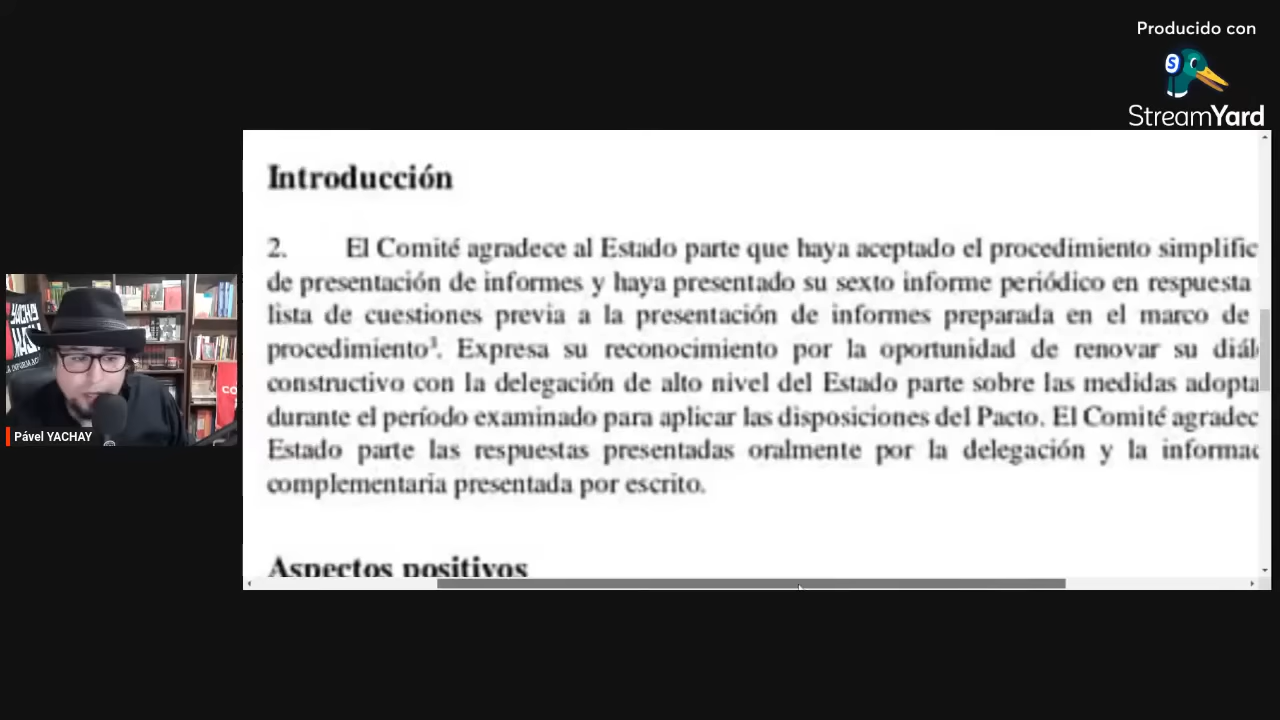 Producido con
StreamYard
Introducción
2. El Comité agradece al Estado parte que haya aceptado el procedimiento simplific
de presentación de informes y haya presentado su sexto informe periódico en respuesta
lista de cuestiones previa a la presentación de informes preparada en el marco de
procedimiento³. Expresa su reconocimiento por la oportunidad de renovar su diál
constructivo con la delegación de alto nivel del Estado parte sobre las medidas adopta
durante el período examinado para aplicar las disposiciones del Pacto. El Comité agradec
Estado parte las respuestas presentadas oralmente por la delegación y la informac
complementaria presentada por escrito.
Aspectos positivos
Pável YACHAY